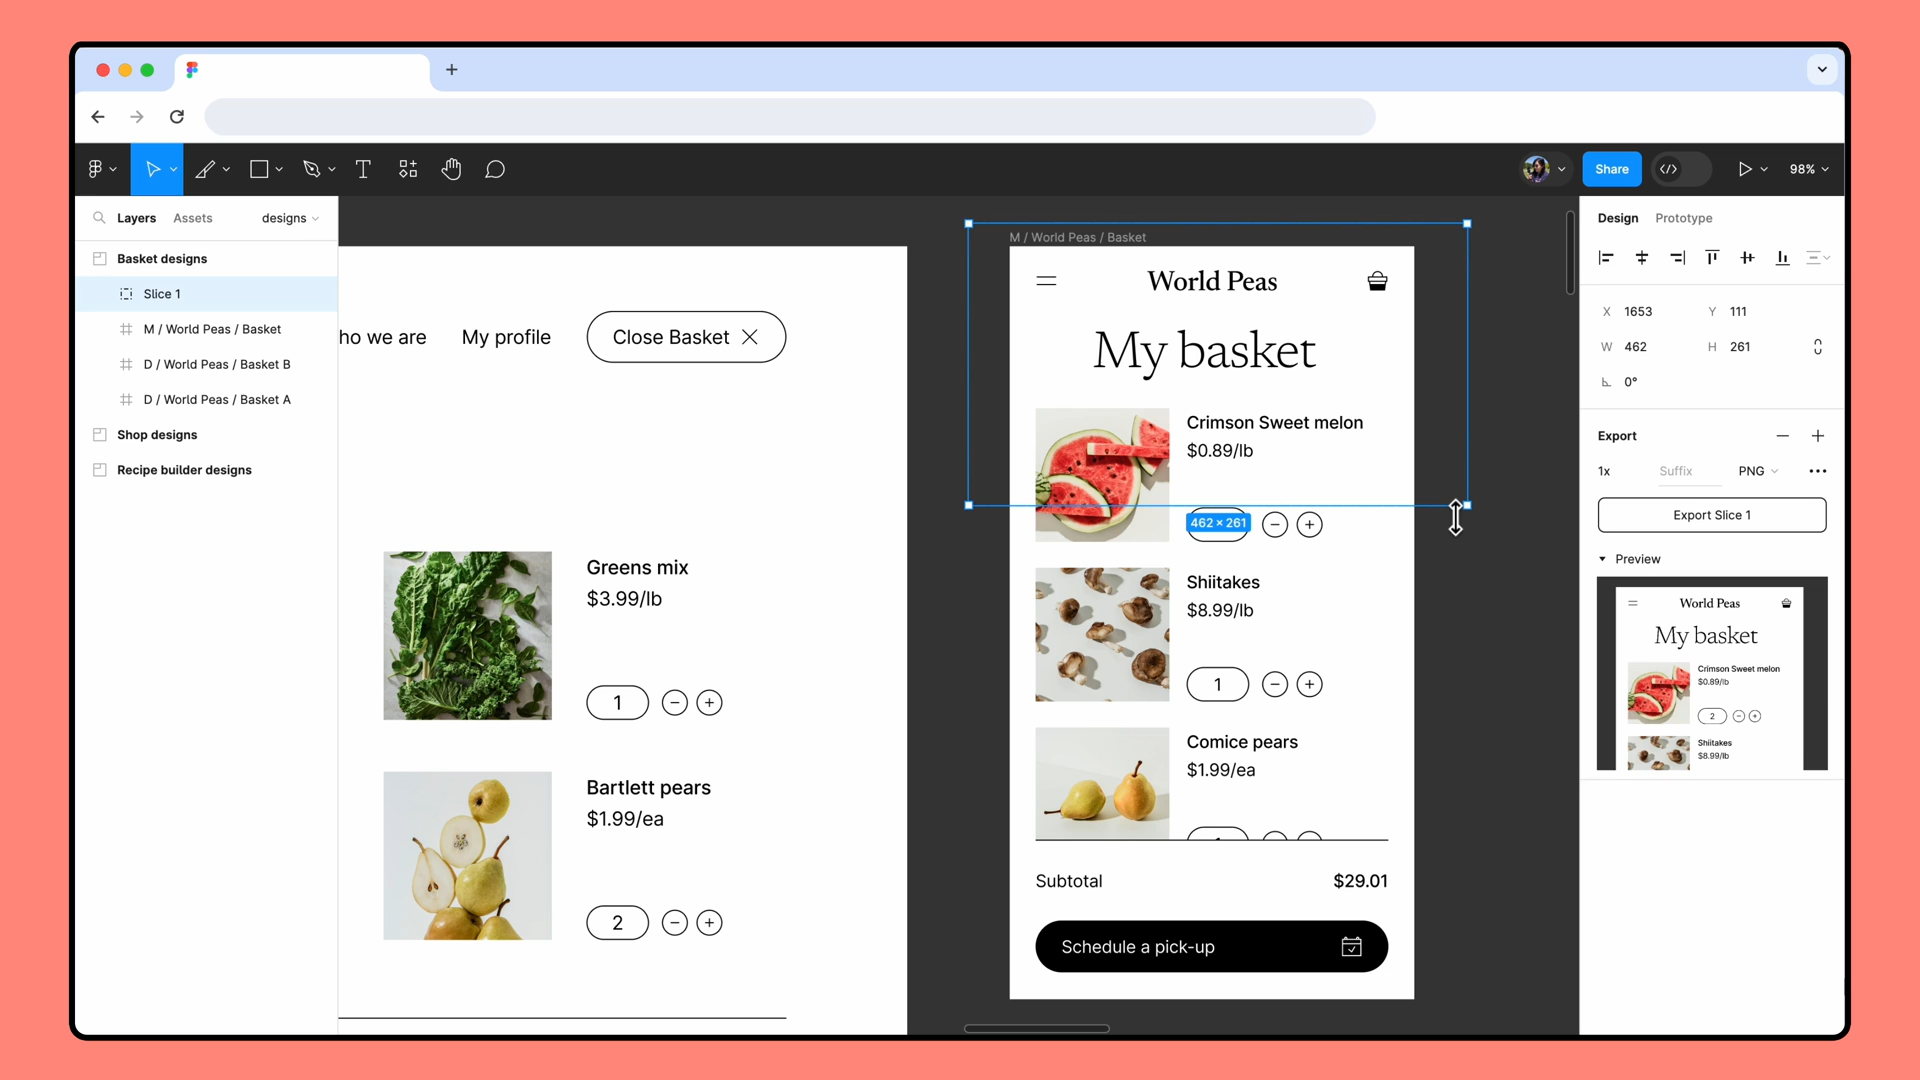 Share
98%
Layers
Assets
designs
Basket designs
Slice 1
M / World Peas / Basket
D / World Peas / Basket B
D / World Peas / Basket A
Shop designs
Recipe builder designs
ho we are
My profile
Close Basket
Greens mix
$3.99/lb
1
Bartlett pears
$1.99/ea
2
M / World Peas / Basket
World Peas
My basket
Crimson Sweet melon
$0.89/lb
462 × 261
Shiitakes
$8.99/lb
1
Comice pears
$1.99/ea
Subtotal
$29.01
Schedule a pick-up
Design
Prototype
X 1653
Y 111
W 462
H 261
0°
Export
1x
Suffix
PNG
Export Slice 1
Preview
World Peas
My basket
Crimson Sweet melon
$0.89/lb
2
Shiitakes
$8.99/lb